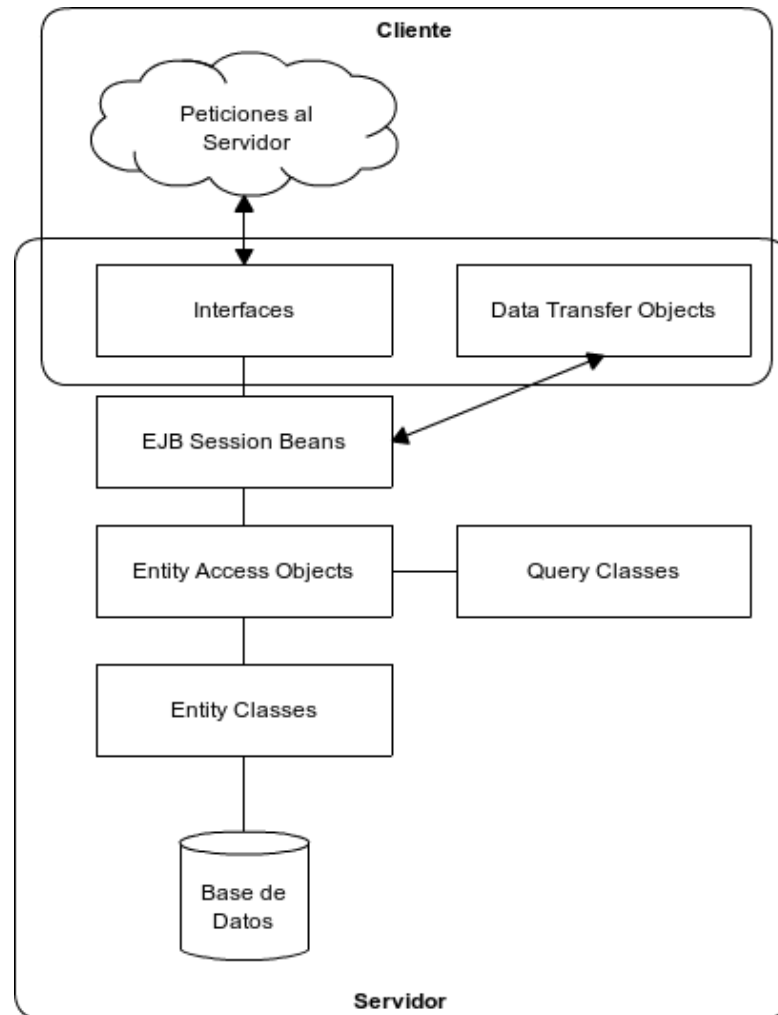 Cliente
Peticiones al
Servidor
Interfaces
Data Transfer Objects
EJB Session Beans
Entity Access Objects
Query Classes
Entity Classes
Base de
Datos
Servidor